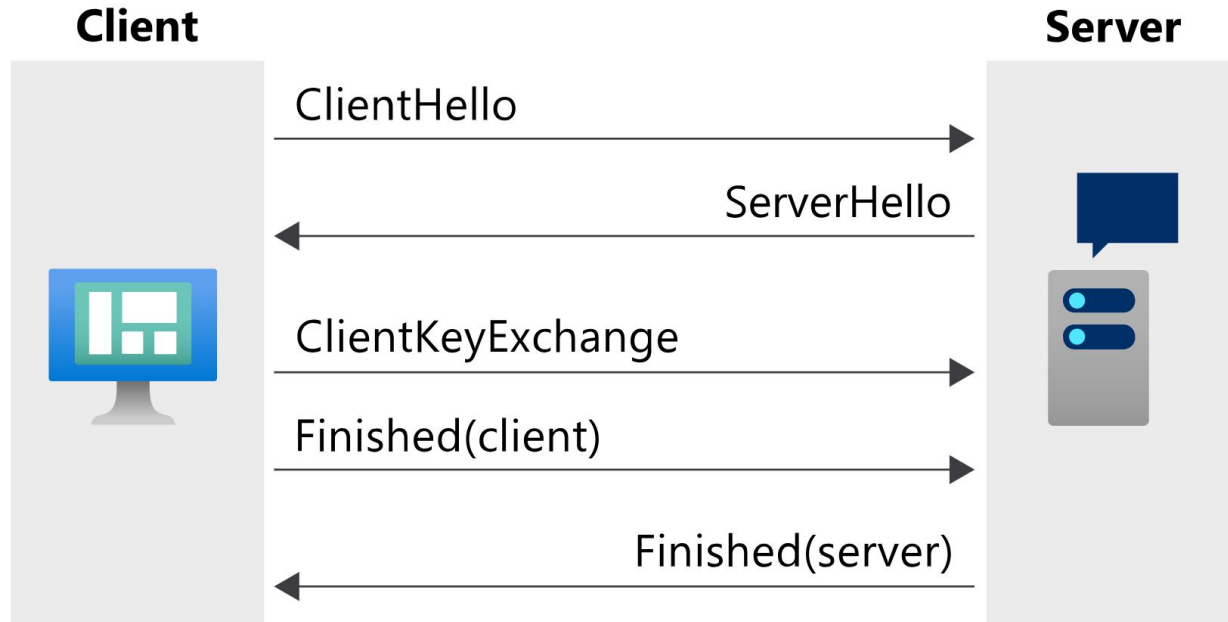 Client
Server
ClientHello
ServerHello
ClientKeyExchange
Finished(client)
Finished(server)